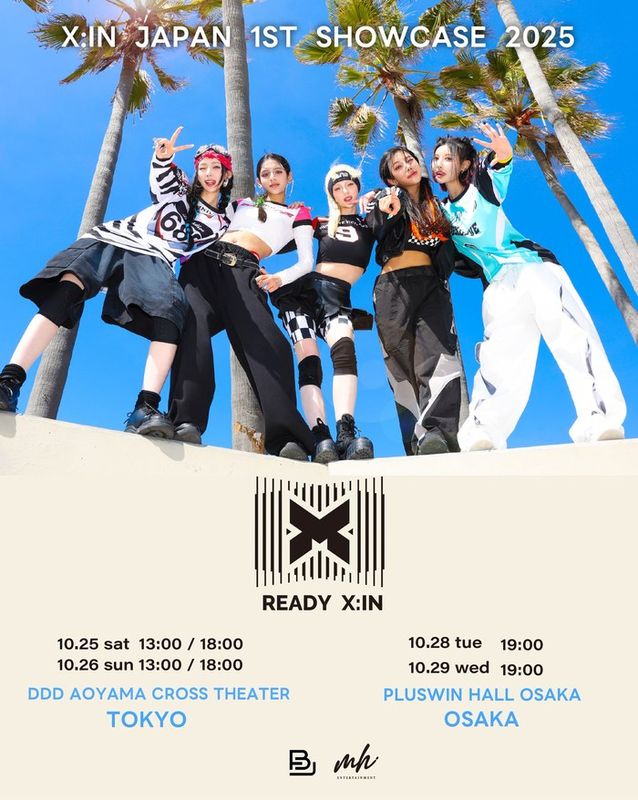 X:IN JAPAN 1ST SHOWCASE 2025
68
9
X
READY X:IN
10.25 sat 13:00 / 18:00
10.26 sun 13:00 / 18:00
DDD AOYAMA CROSS THEATER
TOKYO
10.28 tue 19:00
10.29 wed 19:00
PLUSWIN HALL OSAKA
OSAKA
mh
ENTERTAINMENT